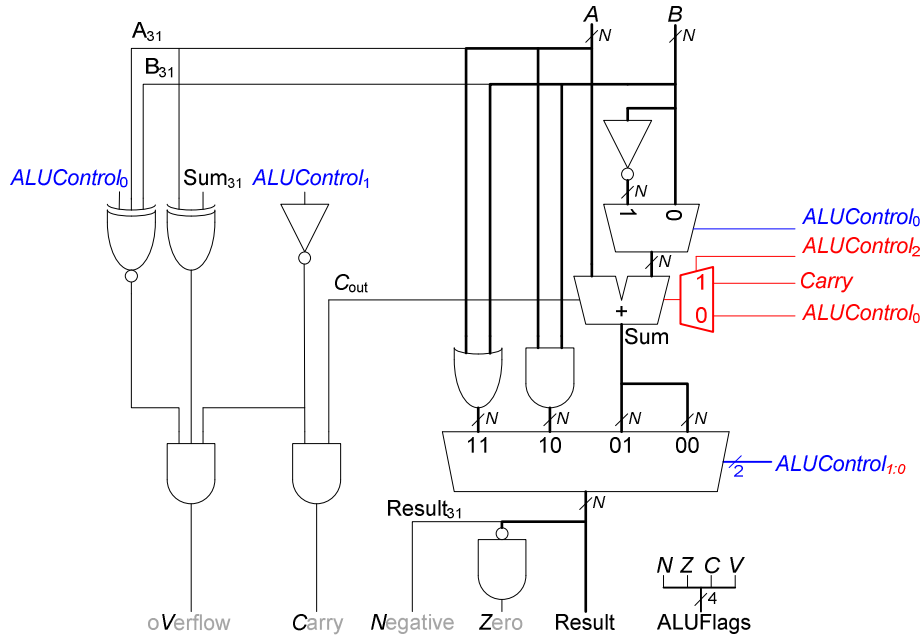 A B
A31 N N
B31
ALUControl0 Sum31 ALUControl1
N
1 0 ALUControl0
ALUControl2
N
Cout 1 Carry
+ 0 ALUControl0
Sum
N N N N
11 10 01 00
2 ALUControl1:0
N
Result31
N Z C V
4
oVerflow Carry Negative Zero Result ALUFlags